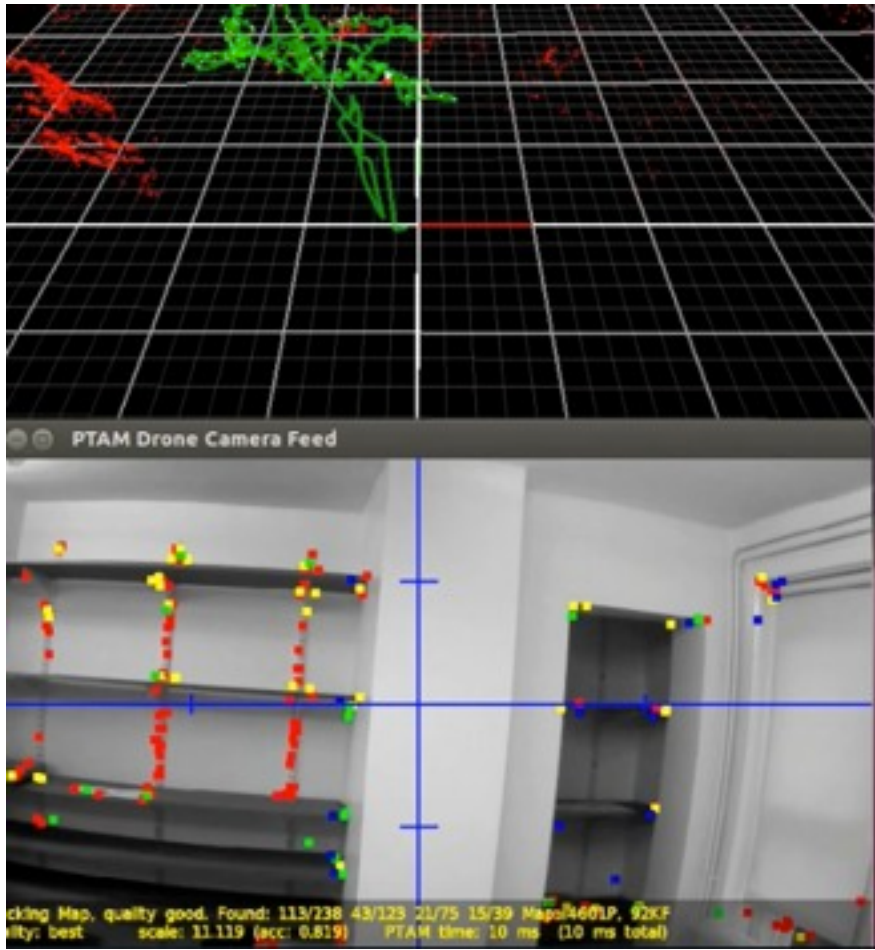 PTAM Drone Camera Feed
cking Map, quality good. Found: 113/238 43/123 21/75 15/39 Map: 4601P, 92KF
ality: best scale: 11.119 (acc: 0.819) PTAM time: 10 ms (10 ms total)